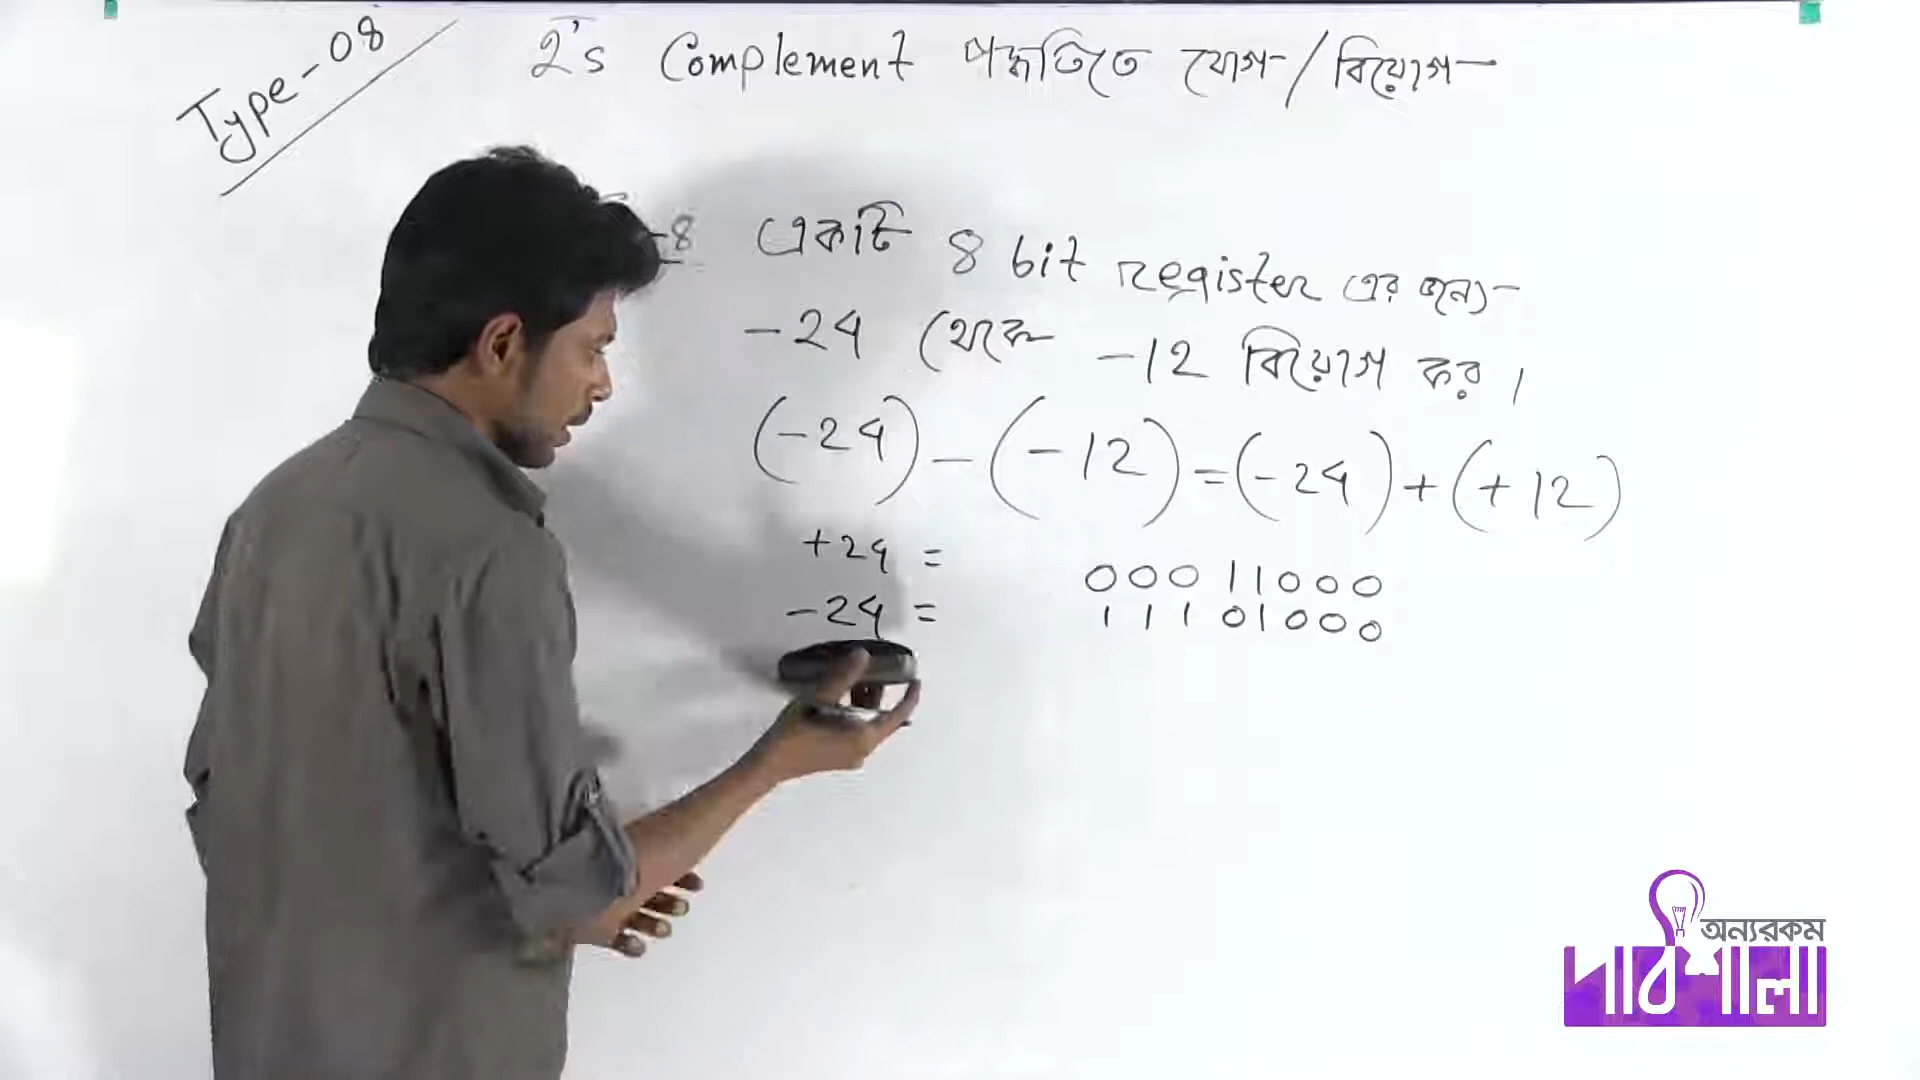 Type-08
2's Complement পদ্ধতিতে যোগ/বিয়োগ
-8 একটি 8 bit register এর জন্য
-24 থেকে -12 বিয়োগ কর।
(-24) - (-12) = (-24) + (+12)
+24 = 00011000
-24 = 11101000
অন্যরকম
পাঠশালা